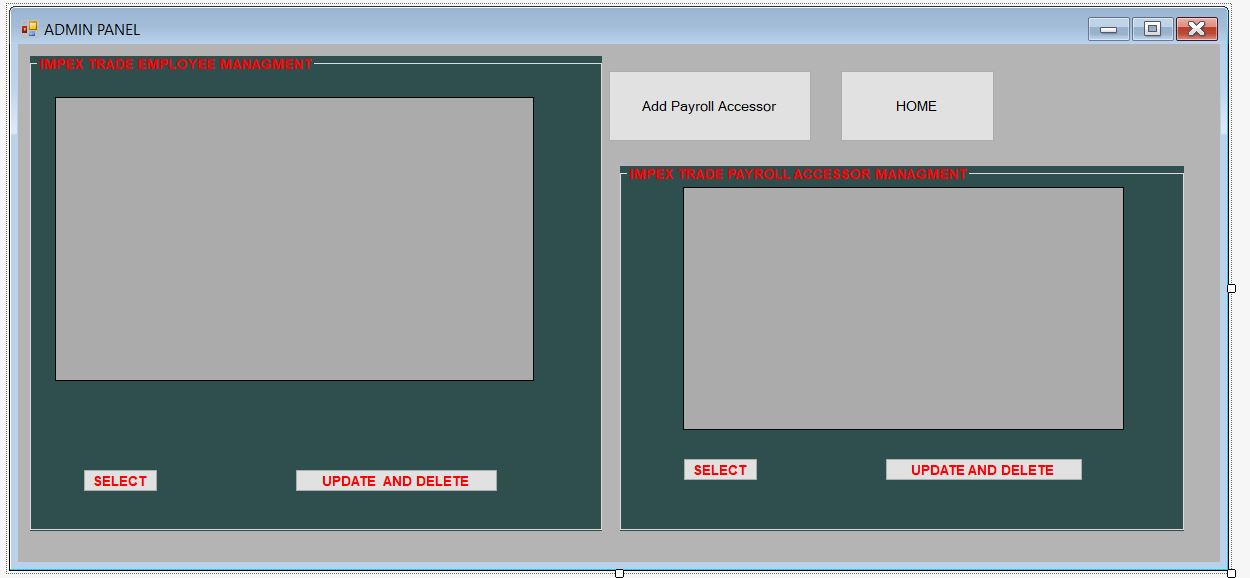 ADMIN PANEL
IMPEX TRADE EMPLOYEE MANAGMENT
SELECT
UPDATE  AND DELETE
Add Payroll Accessor
HOME
IMPEX TRADE PAYROLL ACCESSOR MANAGMENT
SELECT
UPDATE AND DELETE